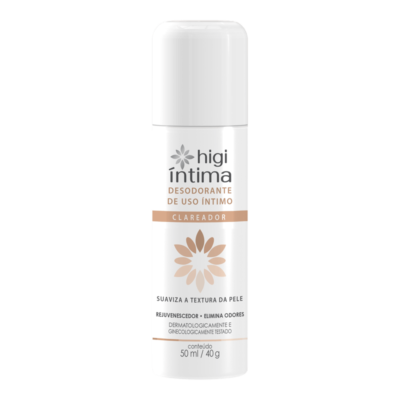 higi
íntima
DESODORANTE
DE USO ÍNTIMO
CLAREADOR
SUAVIZA A TEXTURA DA PELE
REJUVENESCEDOR • ELIMINA ODORES
DERMATOLOGICAMENTE E
GINECOLOGICAMENTE TESTADO
conteúdo
50 ml / 40 g